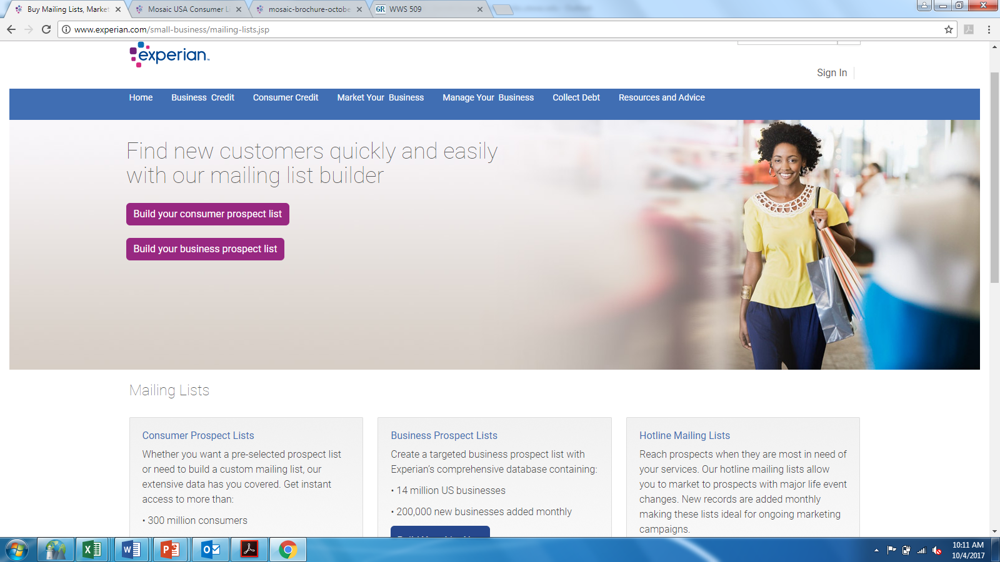 Buy Mailing Lists, Market
Mosaic USA Consumer Li
mosaic-brochure-octobe
GR WWS 509
www.experian.com/small-business/mailing-lists.jsp
experian™
Sign In
Home Business Credit Consumer Credit Market Your Business Manage Your Business Collect Debt Resources and Advice
Find new customers quickly and easily
with our mailing list builder
Build your consumer prospect list
Build your business prospect list
Mailing Lists
Consumer Prospect Lists
Whether you want a pre-selected prospect list
or need to build a custom mailing list, our
extensive data has you covered. Get instant
access to more than:
• 300 million consumers
Business Prospect Lists
Create a targeted business prospect list with
Experian's comprehensive database containing:
• 14 million US businesses
• 200,000 new businesses added monthly
Hotline Mailing Lists
Reach prospects when they are most in need of
your services. Our hotline mailing lists allow
you to market to prospects with major life event
changes. New records are added monthly
making these lists ideal for ongoing marketing
campaigns.
10:11 AM
10/4/2017